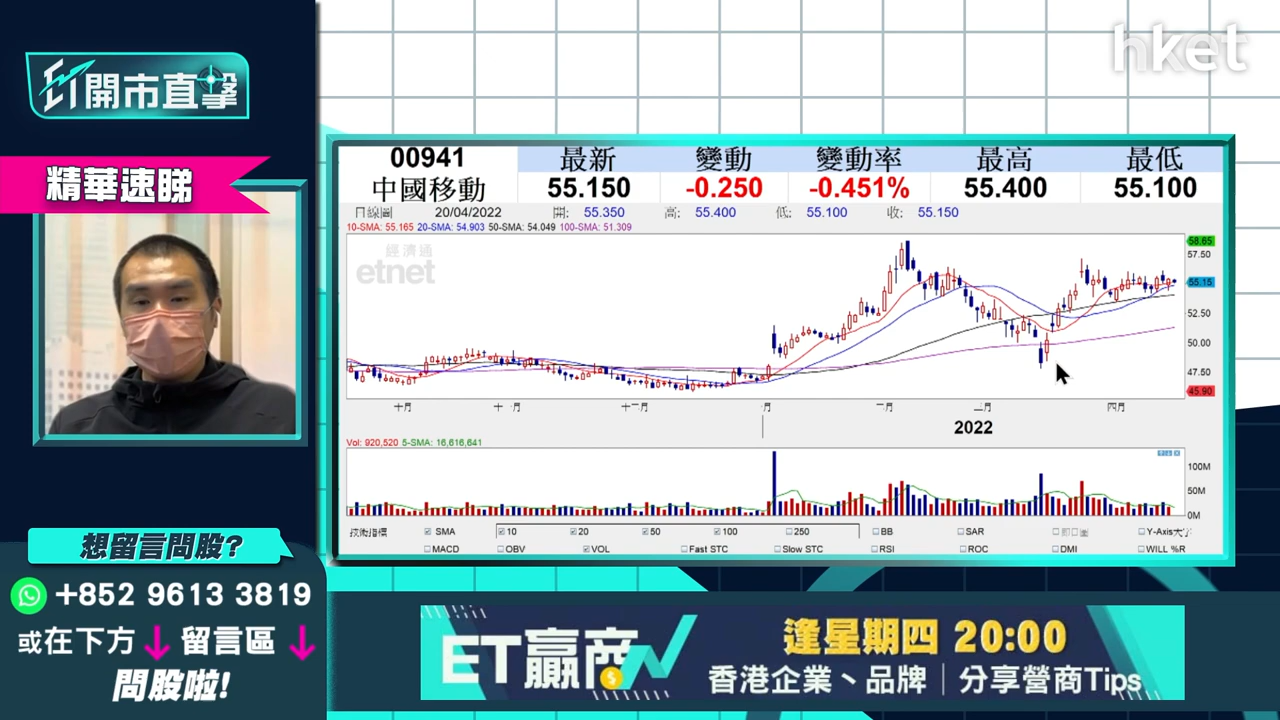 hket
ET開市直擊
精華速睇
00941
中國移動
最新
變動
變動率
最高
最低
55.150
-0.250
-0.451%
55.400
55.100
日線圖 20/04/2022 開: 55.350 高: 55.400 低: 55.100 收: 55.150
10-SMA: 55.165 20-SMA: 54.903 50-SMA: 54.049 100-SMA: 51.309
經濟通
etnet
58.65
57.50
55.15
52.50
50.00
47.50
45.90
十月 十一月 十二月 一月 二月 三月 四月
2022
Vol: 920,520 5-SMA: 16,616,641
100M
50M
0M
技術指標 SMA 10 20 50 100 250 BB SAR Y-Axis大字
MACD OBV VOL Fast STC Slow STC RSI ROC DMI WILL %R
想留言問股?
+852 9613 3819
或在下方 留言區
問股啦!
ET贏商
逢星期四 20:00
香港企業、品牌｜分享營商Tips